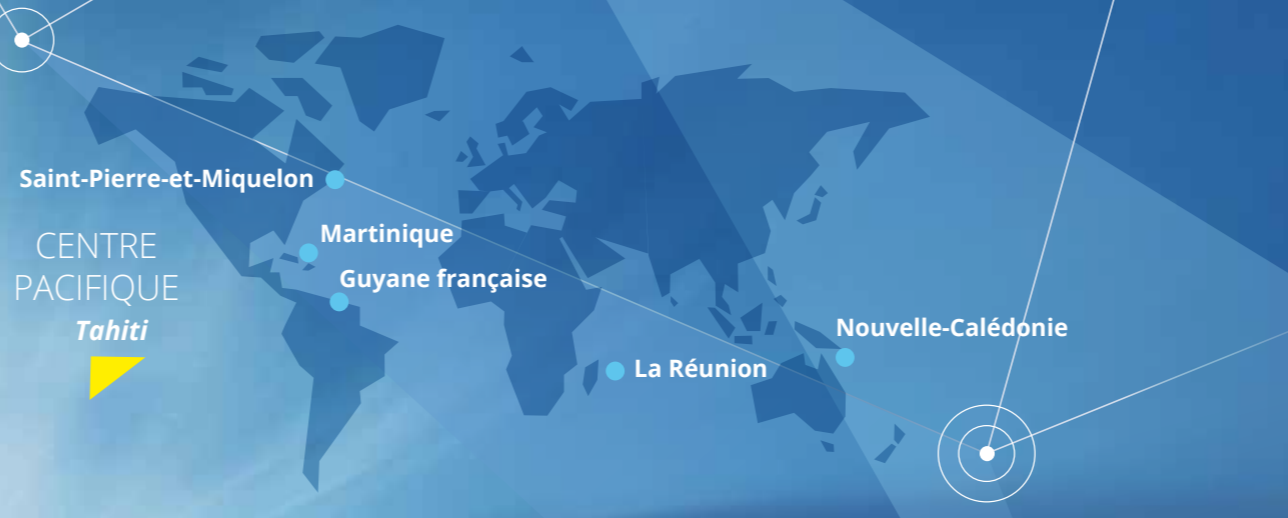 Saint-Pierre-et-Miquelon
Martinique
CENTRE
PACIFIQUE
Tahiti
Guyane française
Nouvelle-Calédonie
La Réunion